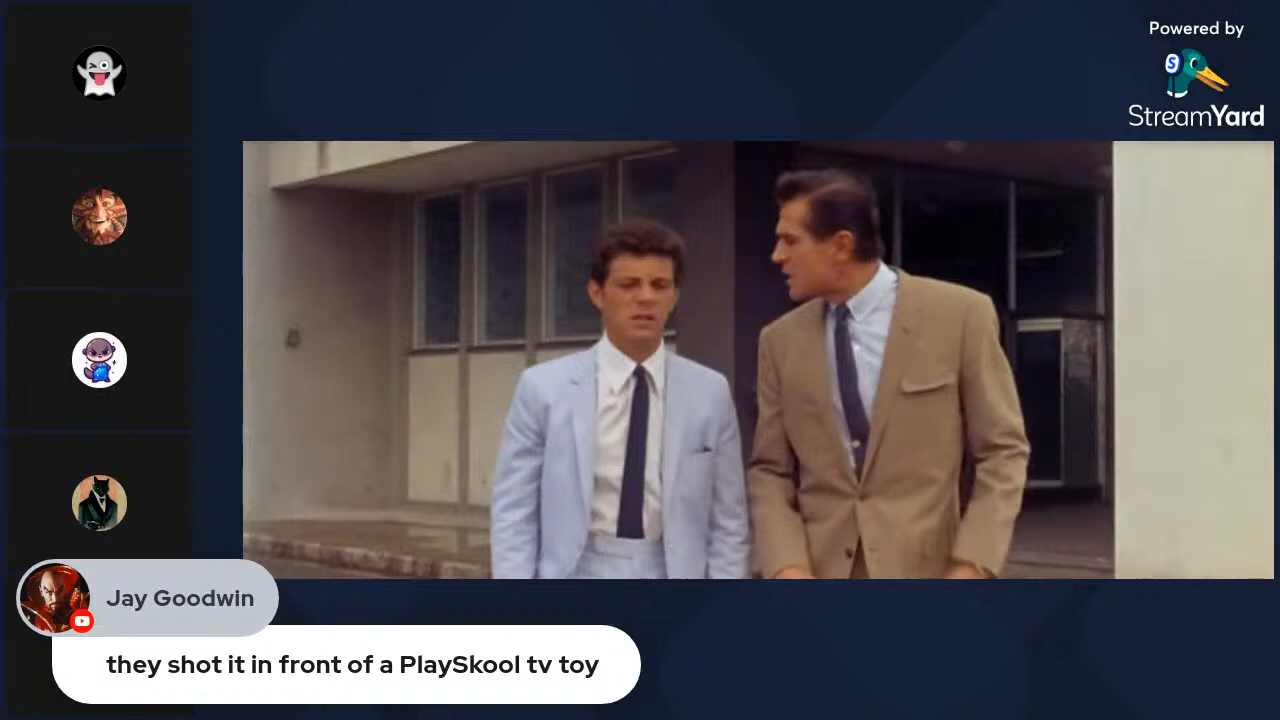 Powered by
StreamYard
Jay Goodwin
they shot it in front of a PlaySkool tv toy